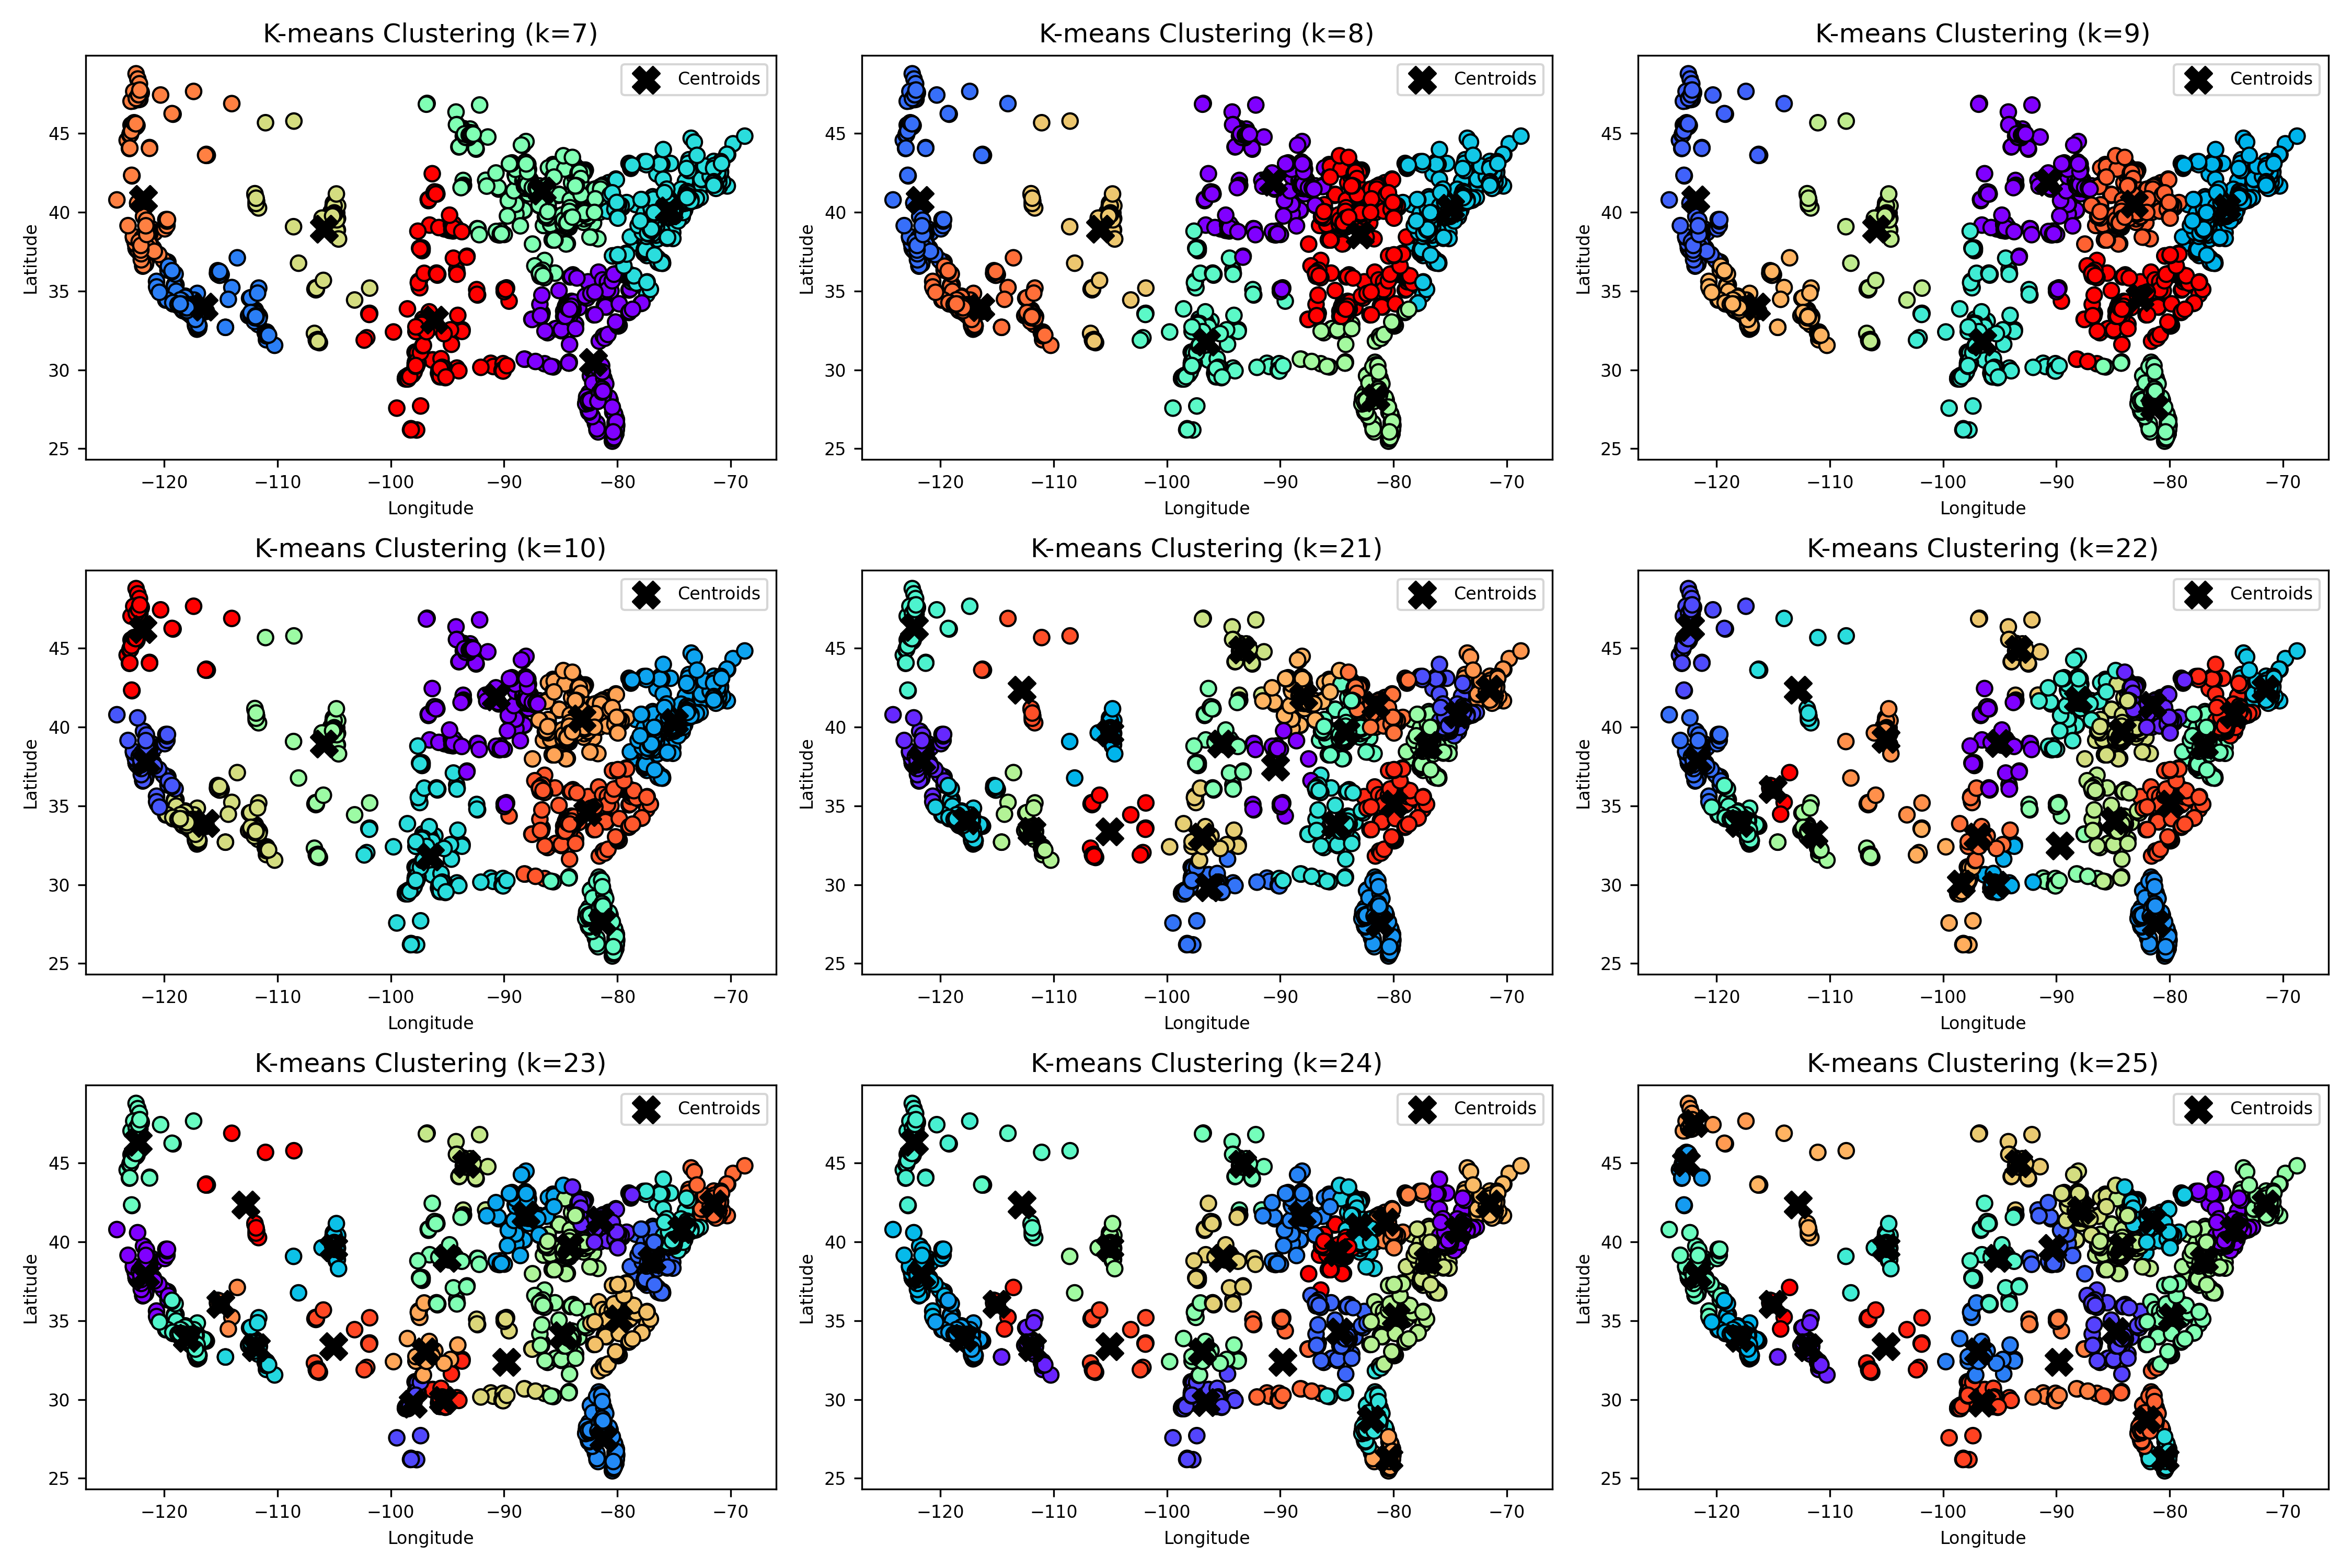 K-means Clustering (k=7)
Centroids
45
40
35
30
25
Latitude
−120 −110 −100 −90 −80 −70
Longitude
K-means Clustering (k=8)
Centroids
45
40
35
30
25
Latitude
−120 −110 −100 −90 −80 −70
Longitude
K-means Clustering (k=9)
Centroids
45
40
35
30
25
Latitude
−120 −110 −100 −90 −80 −70
Longitude
K-means Clustering (k=10)
Centroids
45
40
35
30
25
Latitude
−120 −110 −100 −90 −80 −70
Longitude
K-means Clustering (k=21)
Centroids
45
40
35
30
25
Latitude
−120 −110 −100 −90 −80 −70
Longitude
K-means Clustering (k=22)
Centroids
45
40
35
30
25
Latitude
−120 −110 −100 −90 −80 −70
Longitude
K-means Clustering (k=23)
Centroids
45
40
35
30
25
Latitude
−120 −110 −100 −90 −80 −70
Longitude
K-means Clustering (k=24)
Centroids
45
40
35
30
25
Latitude
−120 −110 −100 −90 −80 −70
Longitude
K-means Clustering (k=25)
Centroids
45
40
35
30
25
Latitude
−120 −110 −100 −90 −80 −70
Longitude